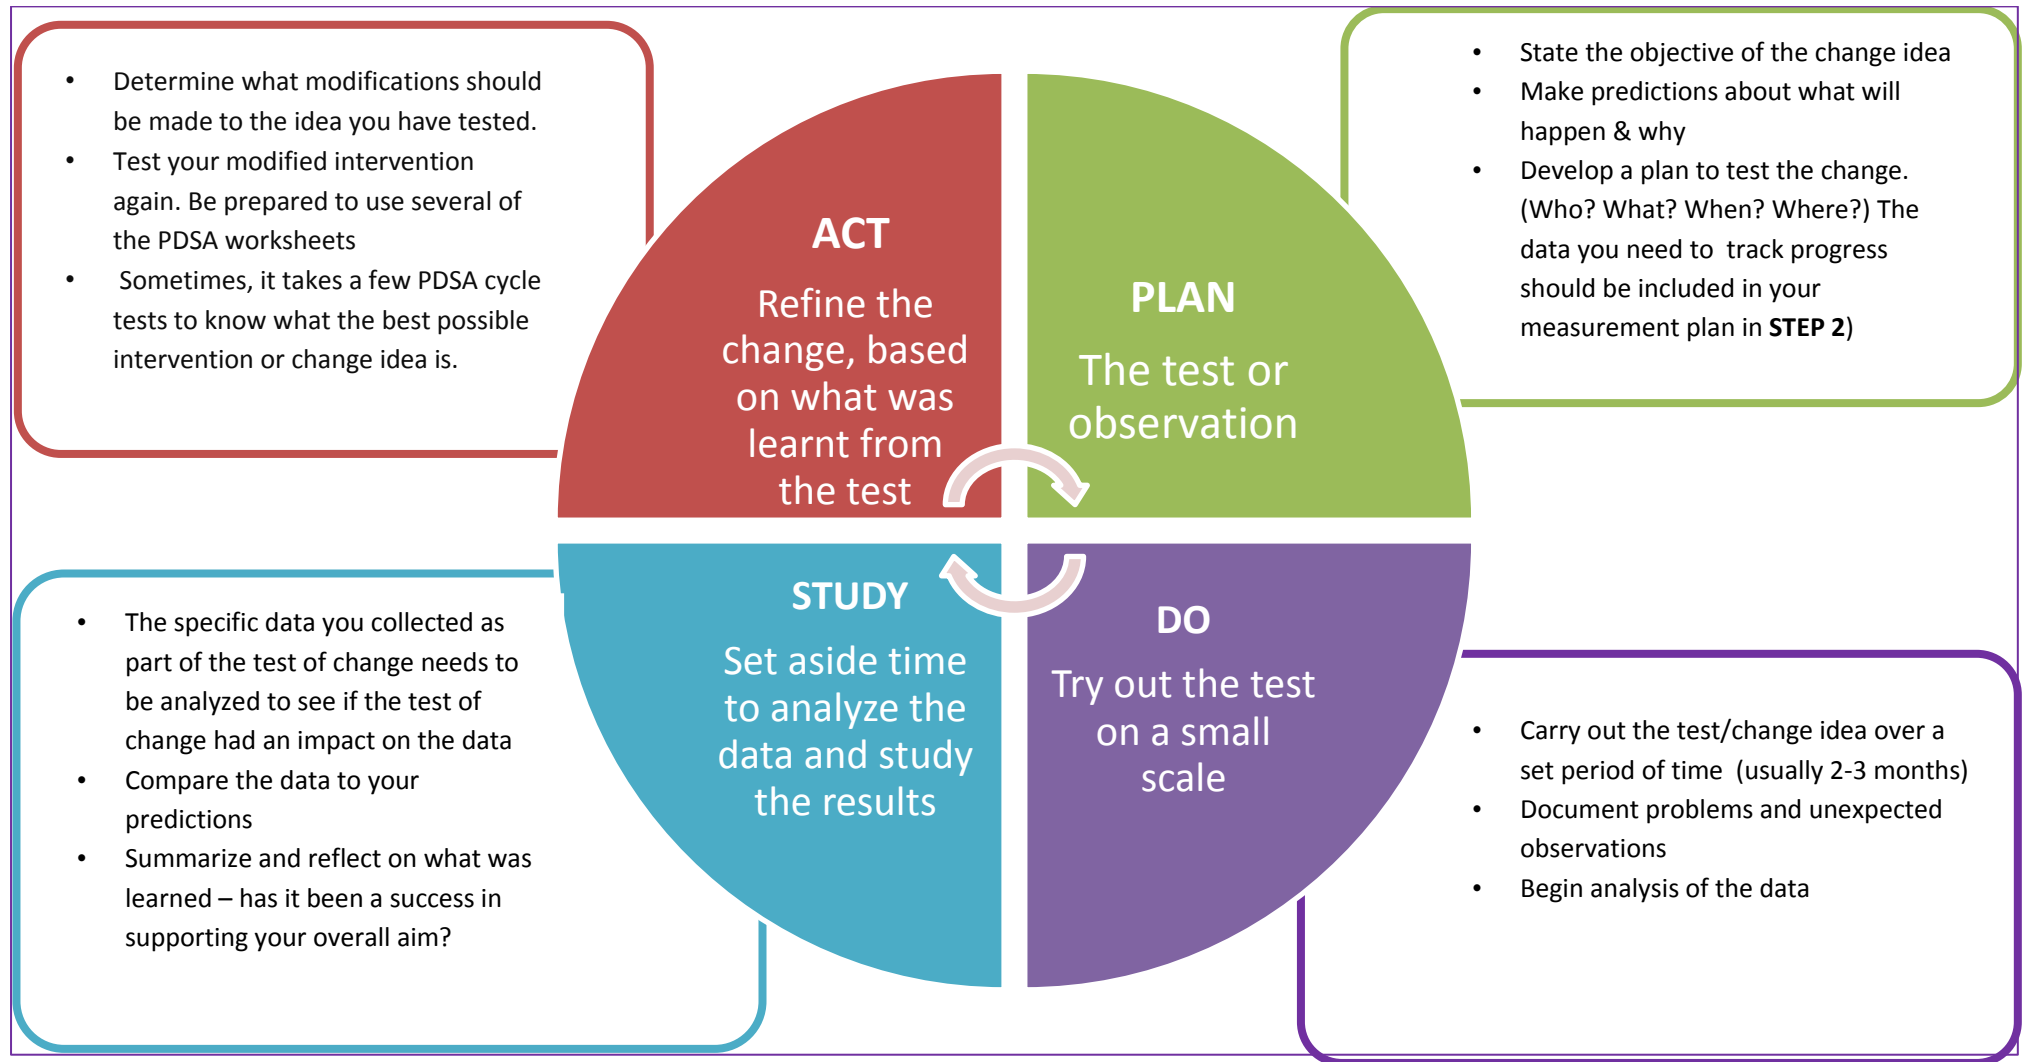 • Determine what modifications should
be made to the idea you have tested.
• Test your modified intervention
again. Be prepared to use several of
the PDSA worksheets
• Sometimes, it takes a few PDSA cycle
tests to know what the best possible
intervention or change idea is.
ACT
Refine the
change, based
on what was
learnt from
the test
PLAN
The test or
observation
• State the objective of the change idea
• Make predictions about what will
happen & why
• Develop a plan to test the change.
(Who? What? When? Where?) The
data you need to track progress
should be included in your
measurement plan in STEP 2)
• The specific data you collected as
part of the test of change needs to
be analyzed to see if the test of
change had an impact on the data
• Compare the data to your
predictions
• Summarize and reflect on what was
learned – has it been a success in
supporting your overall aim?
STUDY
Set aside time
to analyze the
data and study
the results
DO
Try out the test
on a small
scale
• Carry out the test/change idea over a
set period of time (usually 2-3 months)
• Document problems and unexpected
observations
• Begin analysis of the data